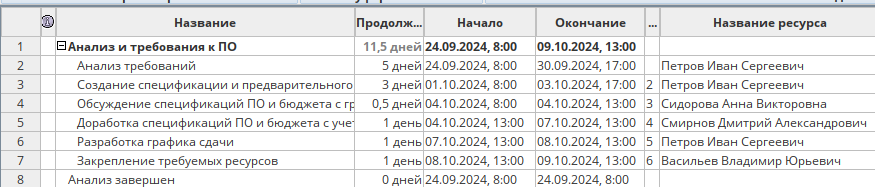 Название Продолж... Начало Окончание ... Название ресурса
1 Анализ и требования к ПО 11,5 дней 24.09.2024, 8:00 09.10.2024, 13:00
2 Анализ требований 5 дней 24.09.2024, 8:00 30.09.2024, 17:00 Петров Иван Сергеевич
3 Создание спецификации и предварительного 3 дней 01.10.2024, 8:00 03.10.2024, 17:00 2 Петров Иван Сергеевич
4 Обсуждение спецификаций ПО и бюджета с гр 0,5 дней 04.10.2024, 8:00 04.10.2024, 13:00 3 Сидорова Анна Викторовна
5 Доработка спецификаций ПО и бюджета с учет 1 день 04.10.2024, 13:00 07.10.2024, 13:00 4 Смирнов Дмитрий Александрович
6 Разработка графика сдачи 1 день 07.10.2024, 13:00 08.10.2024, 13:00 5 Петров Иван Сергеевич
7 Закрепление требуемых ресурсов 1 день 08.10.2024, 13:00 09.10.2024, 13:00 6 Васильев Владимир Юрьевич
8 Анализ завершен 0 дней 24.09.2024, 8:00 24.09.2024, 8:00